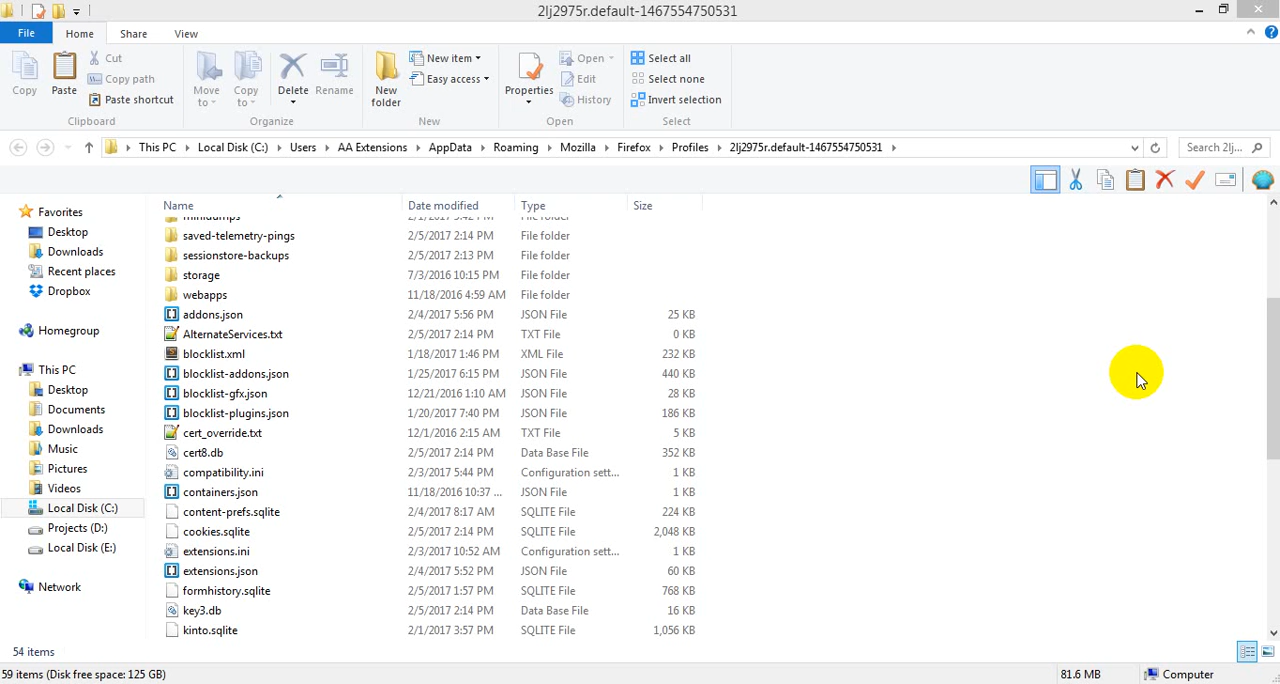 2lj2975r.default-1467554750531
File Home Share View
Copy Paste Cut Copy path Paste shortcut Move to Copy to Delete Rename New folder New item Easy access Properties Open Edit History Select all Select none Invert selection
Clipboard Organize New Open Select
This PC Local Disk (C:) Users AA Extensions AppData Roaming Mozilla Firefox Profiles 2lj2975r.default-1467554750531 Search 2lj...
Favorites
Desktop
Downloads
Recent places
Dropbox
Homegroup
This PC
Desktop
Documents
Downloads
Music
Pictures
Videos
Local Disk (C:)
Projects (D:)
Local Disk (E:)
Network
Name Date modified Type Size
minidumps 2/1/2017 5:42 PM File folder
saved-telemetry-pings 2/5/2017 2:14 PM File folder
sessionstore-backups 2/5/2017 2:13 PM File folder
storage 7/3/2016 10:15 PM File folder
webapps 11/18/2016 4:59 AM File folder
addons.json 2/4/2017 5:56 PM JSON File 25 KB
AlternateServices.txt 2/5/2017 2:14 PM TXT File 0 KB
blocklist.xml 1/18/2017 1:46 PM XML File 232 KB
blocklist-addons.json 1/25/2017 6:15 PM JSON File 440 KB
blocklist-gfx.json 12/21/2016 1:10 AM JSON File 28 KB
blocklist-plugins.json 1/20/2017 7:40 PM JSON File 186 KB
cert_override.txt 12/1/2016 2:15 AM TXT File 5 KB
cert8.db 2/5/2017 2:14 PM Data Base File 352 KB
compatibility.ini 2/3/2017 5:44 PM Configuration sett... 1 KB
containers.json 11/18/2016 10:37 ... JSON File 1 KB
content-prefs.sqlite 2/4/2017 8:17 AM SQLITE File 224 KB
cookies.sqlite 2/5/2017 2:14 PM SQLITE File 2,048 KB
extensions.ini 2/3/2017 10:52 AM Configuration sett... 1 KB
extensions.json 2/4/2017 5:52 PM JSON File 60 KB
formhistory.sqlite 2/5/2017 1:57 PM SQLITE File 768 KB
key3.db 2/5/2017 2:14 PM Data Base File 16 KB
kinto.sqlite 2/1/2017 3:57 PM SQLITE File 1,056 KB
54 items
59 items (Disk free space: 125 GB) 81.6 MB Computer